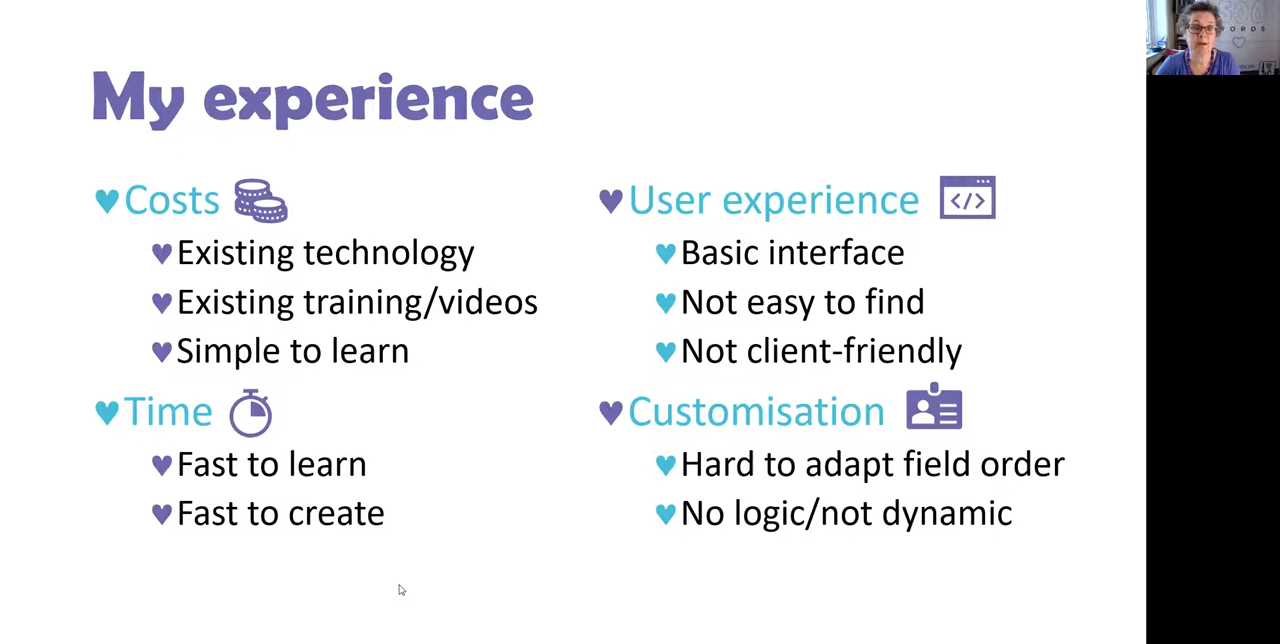 My experience
Costs
Existing technology
Existing training/videos
Simple to learn
Time
Fast to learn
Fast to create
User experience
</>
Basic interface
Not easy to find
Not client-friendly
Customisation
Hard to adapt field order
No logic/not dynamic